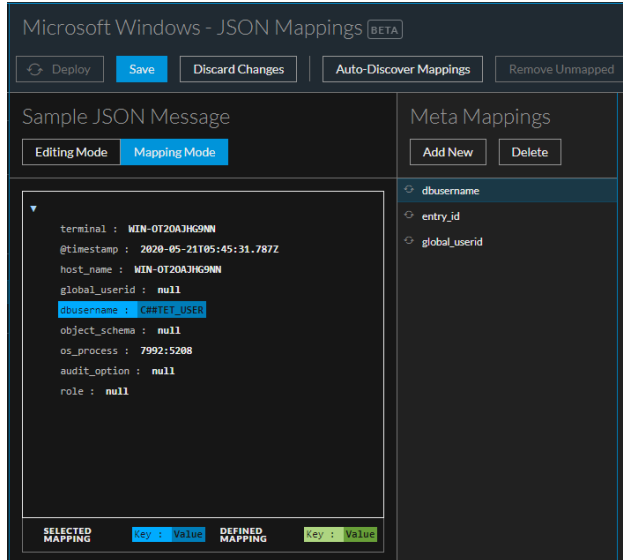 Microsoft Windows - JSON Mappings BETA
Deploy Save Discard Changes Auto-Discover Mappings Remove Unmapped
Sample JSON Message
Editing Mode Mapping Mode
terminal : WIN-OT2OAJHG9NN
@timestamp : 2020-05-21T05:45:31.787Z
host_name : WIN-OT2OAJHG9NN
global_userid : null
dbusername : C##TET_USER
object_schema : null
os_process : 7992:5208
audit_option : null
role : null
SELECTED MAPPING Key : Value DEFINED MAPPING Key : Value
Meta Mappings
Add New Delete
dbusername
entry_id
global_userid